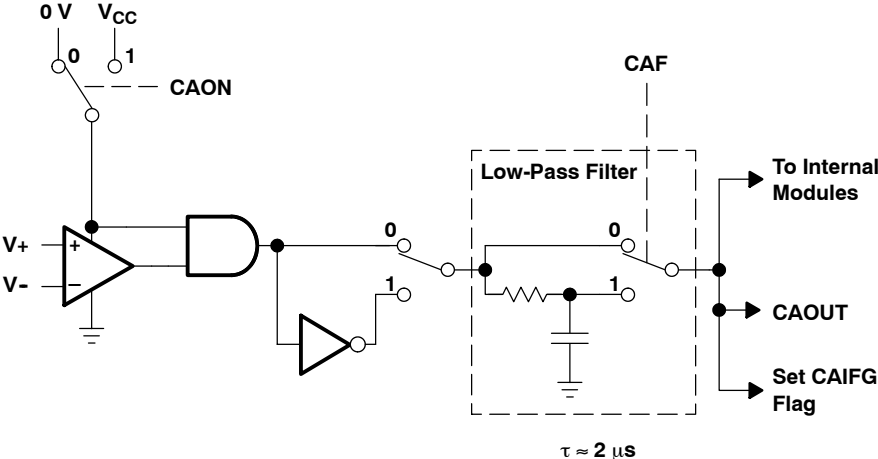 0 V VCC
0 1
CAON
CAF
Low-Pass Filter
To Internal
Modules
V+
+
0
0
V-
−
1
1
CAOUT
Set CAIFG
Flag
τ ≈ 2 μs